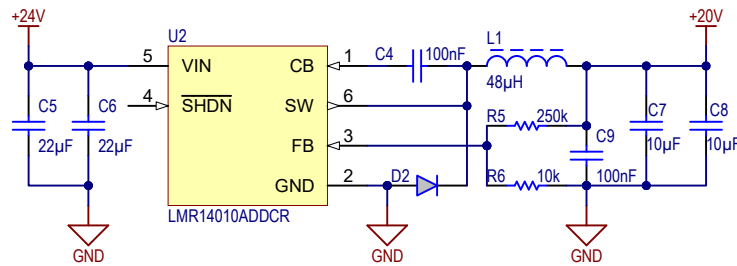 +24V
U2
+20V
5
VIN
CB
1
C4
100nF
L1
48µH
4
SHDN
SW
6
C5
22µF
C6
22µF
FB
3
R5
250k
C7
10µF
C8
10µF
C9
100nF
GND
2
D2
R6
10k
LMR14010ADDCR
GND
GND
GND